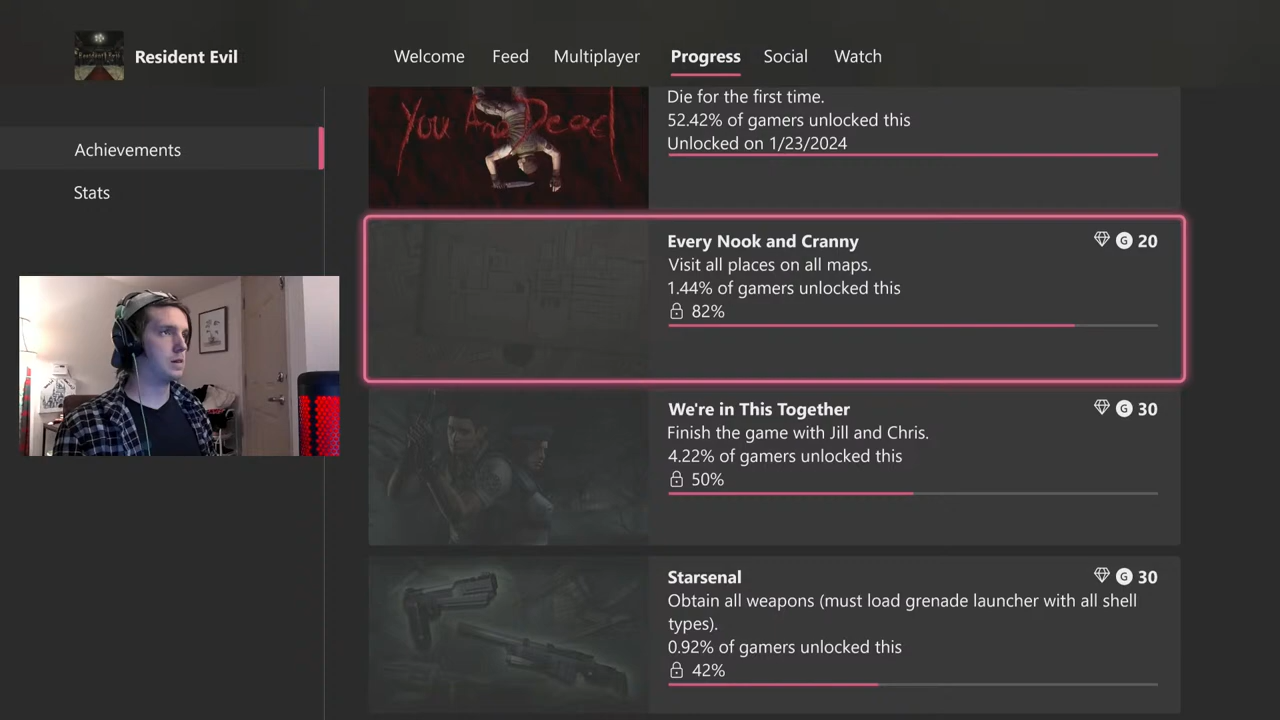 Resident Evil
Welcome
Feed
Multiplayer
Progress
Social
Watch
Achievements
Stats
You Are Dead
Die for the first time.
52.42% of gamers unlocked this
Unlocked on 1/23/2024
Every Nook and Cranny
G 20
Visit all places on all maps.
1.44% of gamers unlocked this
82%
We're in This Together
G 30
Finish the game with Jill and Chris.
4.22% of gamers unlocked this
50%
Starsenal
G 30
Obtain all weapons (must load grenade launcher with all shell
types).
0.92% of gamers unlocked this
42%